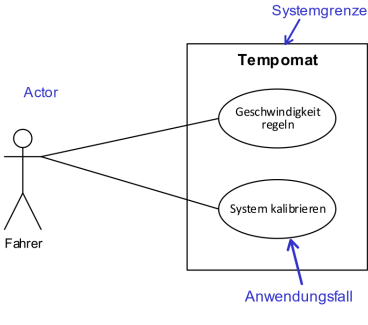 Systemgrenze
Tempomat
Actor
Geschwindigkeit
regeln
System kalibrieren
Fahrer
Anwendungsfall